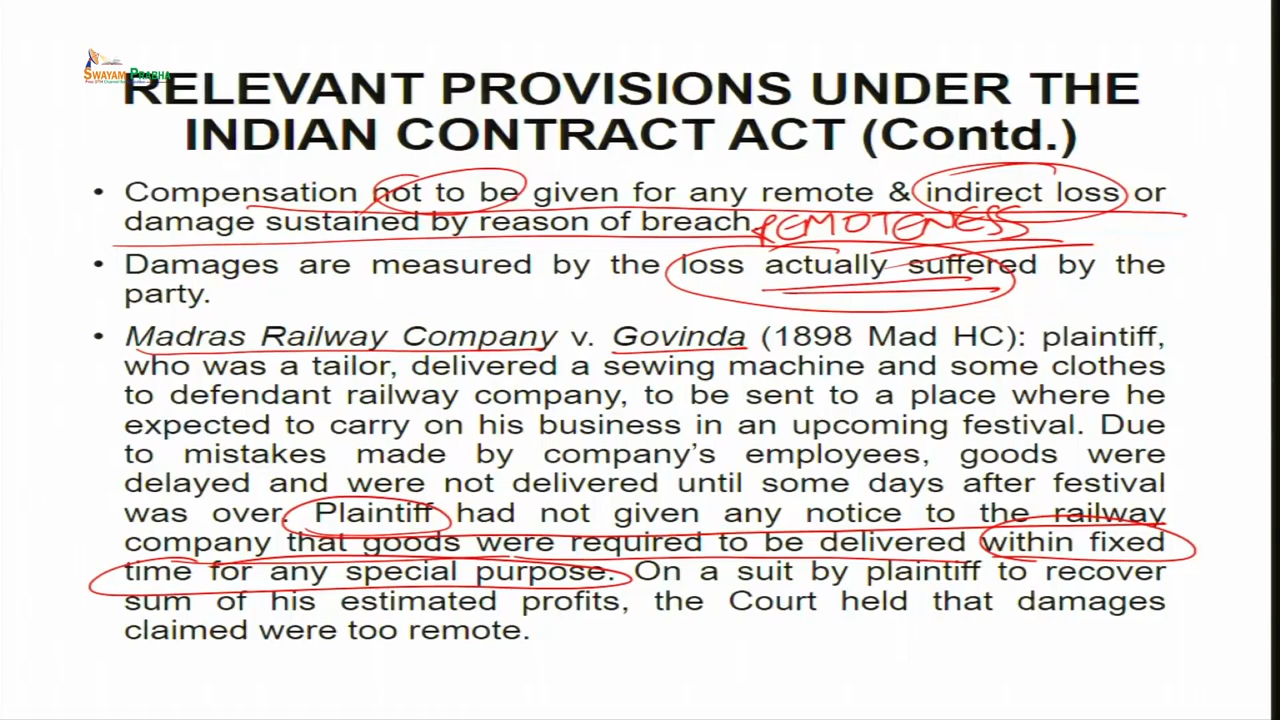 SWAYAM PRABHA
RELEVANT PROVISIONS UNDER THE
INDIAN CONTRACT ACT (Contd.)
• Compensation not to be given for any remote & indirect loss or
damage sustained by reason of breach.
REMOTENESS
• Damages are measured by the loss actually suffered by the
party.
• Madras Railway Company v. Govinda (1898 Mad HC): plaintiff,
who was a tailor, delivered a sewing machine and some clothes
to defendant railway company, to be sent to a place where he
expected to carry on his business in an upcoming festival. Due
to mistakes made by company’s employees, goods were
delayed and were not delivered until some days after festival
was over. Plaintiff had not given any notice to the railway
company that goods were required to be delivered within fixed
time for any special purpose. On a suit by plaintiff to recover
sum of his estimated profits, the Court held that damages
claimed were too remote.